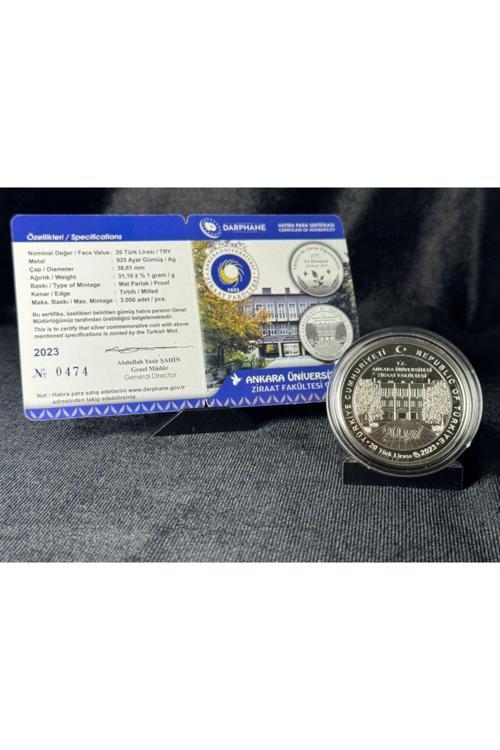 Özellikleri / Specifications
Nominal Değer / Face Value : 20 Türk Lirası / TRY
Metal : 925 Ayar Gümüş / Ag
Çap / Diameter : 38,61 mm
Ağırlık / Weight : 31,10 ± % 1 gram / g
Baskı / Type of Mintage : Mat Parlak / Proof
Kenar / Edge : Tırtıllı / Milled
Maks. Baskı / Max. Mintage : 3.000 adet / pcs.
Bu sertifika, özellikleri belirtilen gümüş hatıra paranın Genel
Müdürlüğümüz tarafından üretildiğini belgelemektedir.
This is to certify that silver commemorative coin with above
mentioned specifications is minted by the Turkish Mint.
2023
№ 0474
Abdullah Yasir ŞAHİN
Genel Müdür
General Director
Not : Hatıra para satış adetlerini www.darphane.gov.tr
adresinden takip edebilirsiniz.
DARPHANE
HATIRA PARA SERTİFİKASI
CERTIFICATE OF AUTHENTICITY
1933
ANKARA ÜNİVERSİ
ZİRAAT FAKÜLTESİ 9
TÜRKİYE CUMHURİYETİ REPUBLIC OF TÜRKİYE
T.C.
ANKARA ÜNİVERSİTESİ
ZİRAAT FAKÜLTESİ
90.yıl
20 Türk Lirası 2023